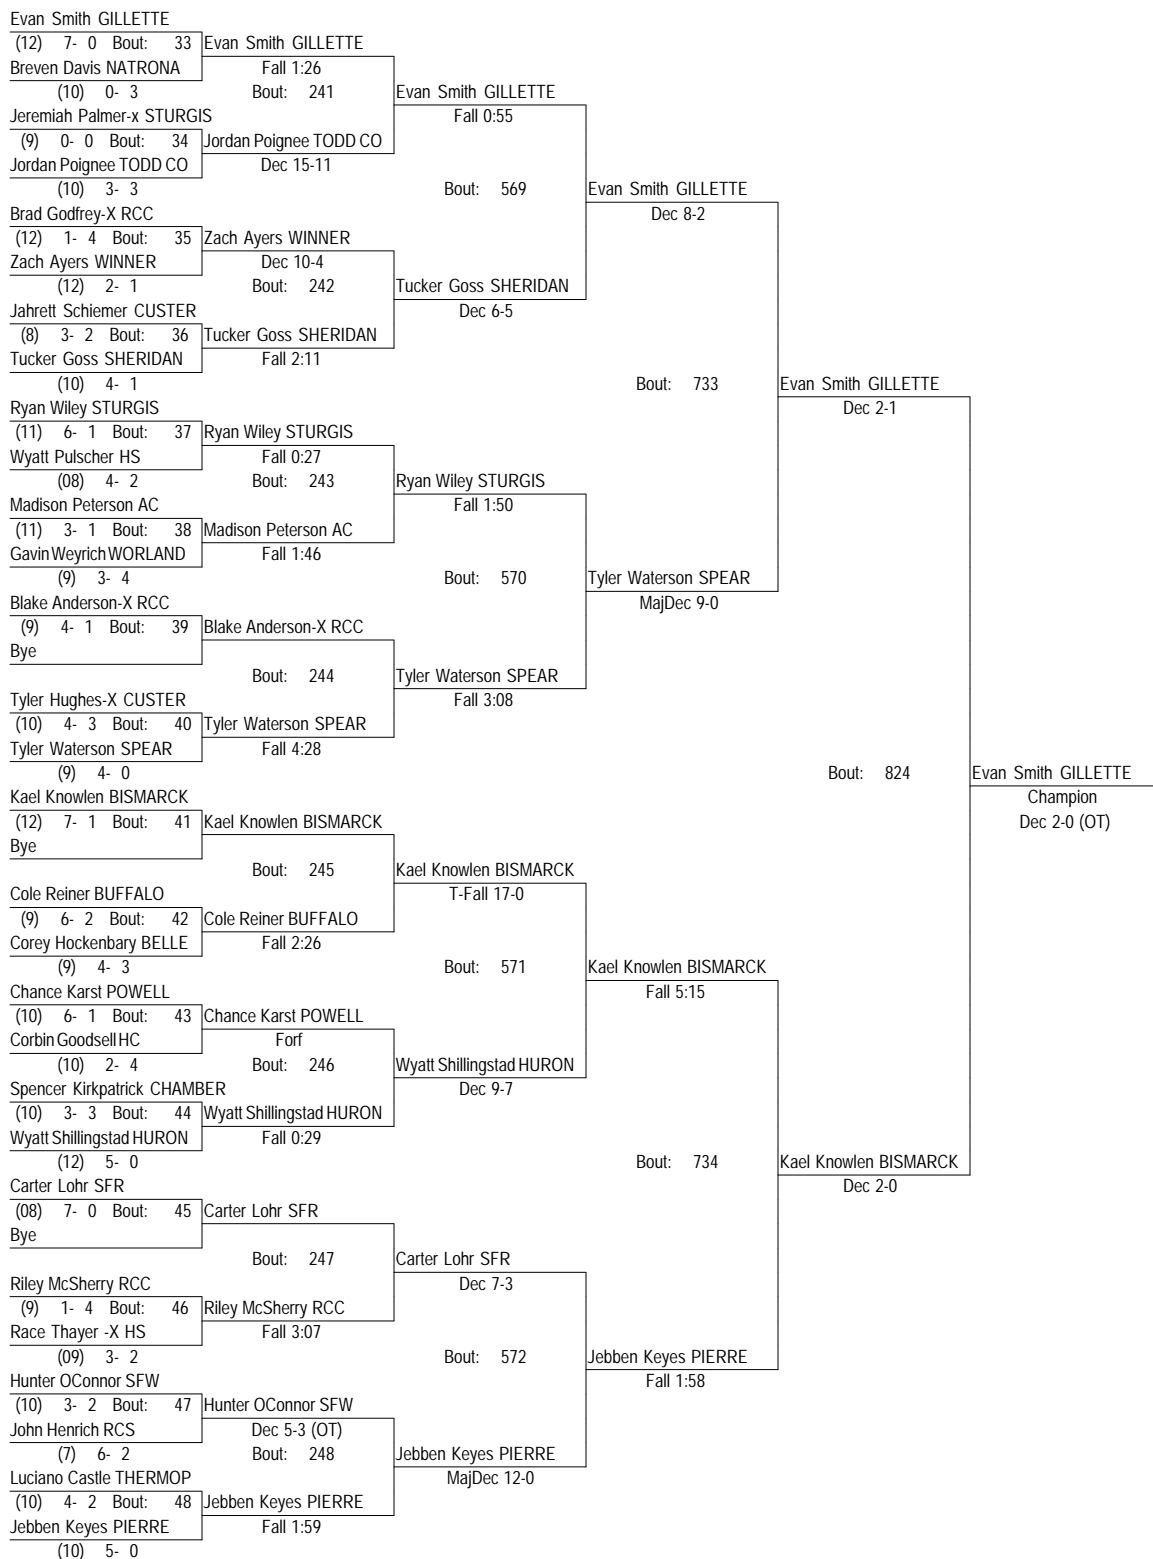 Evan Smith GILLETTE
(12) 7- 0 Bout: 33 Evan Smith GILLETTE
Breven Davis NATRONA Fall 1:26
(10) 0- 3 Bout: 241 Evan Smith GILLETTE
Jeremiah Palmer-x STURGIS Fall 0:55
(9) 0- 0 Bout: 34 Jordan Poignee TODD CO
Jordan Poignee TODD CO Dec 15-11
(10) 3- 3 Bout: 569 Evan Smith GILLETTE
Brad Godfrey-X RCC Dec 8-2
(12) 1- 4 Bout: 35 Zach Ayers WINNER
Zach Ayers WINNER Dec 10-4
(12) 2- 1 Bout: 242 Tucker Goss SHERIDAN
Jahrett Schiemer CUSTER Dec 6-5
(8) 3- 2 Bout: 36 Tucker Goss SHERIDAN
Tucker Goss SHERIDAN Fall 2:11
(10) 4- 1 Bout: 733 Evan Smith GILLETTE
Ryan Wiley STURGIS Dec 2-1
(11) 6- 1 Bout: 37 Ryan Wiley STURGIS
Wyatt Pulscher HS Fall 0:27
(08) 4- 2 Bout: 243 Ryan Wiley STURGIS
Madison Peterson AC Fall 1:50
(11) 3- 1 Bout: 38 Madison Peterson AC
Gavin Weyrich WORLAND Fall 1:46
(9) 3- 4 Bout: 570 Tyler Waterson SPEAR
Blake Anderson-X RCC MajDec 9-0
(9) 4- 1 Bout: 39 Blake Anderson-X RCC
Bye
Bout: 244 Tyler Waterson SPEAR
Tyler Hughes-X CUSTER Fall 3:08
(10) 4- 3 Bout: 40 Tyler Waterson SPEAR
Tyler Waterson SPEAR Fall 4:28
(9) 4- 0 Bout: 824 Evan Smith GILLETTE
Kael Knowlen BISMARCK Champion
(12) 7- 1 Bout: 41 Kael Knowlen BISMARCK Dec 2-0 (OT)
Bye
Bout: 245 Kael Knowlen BISMARCK
Cole Reiner BUFFALO T-Fall 17-0
(9) 6- 2 Bout: 42 Cole Reiner BUFFALO
Corey Hockenbary BELLE Fall 2:26
(9) 4- 3 Bout: 571 Kael Knowlen BISMARCK
Chance Karst POWELL Fall 5:15
(10) 6- 1 Bout: 43 Chance Karst POWELL
Corbin Goodsell HC Forf
(10) 2- 4 Bout: 246 Wyatt Shillingstad HURON
Spencer Kirkpatrick CHAMBER Dec 9-7
(10) 3- 3 Bout: 44 Wyatt Shillingstad HURON
Wyatt Shillingstad HURON Fall 0:29
(12) 5- 0 Bout: 734 Kael Knowlen BISMARCK
Carter Lohr SFR Dec 2-0
(08) 7- 0 Bout: 45 Carter Lohr SFR
Bye
Bout: 247 Carter Lohr SFR
Riley McSherry RCC Dec 7-3
(9) 1- 4 Bout: 46 Riley McSherry RCC
Race Thayer -X HS Fall 3:07
(09) 3- 2 Bout: 572 Jebben Keyes PIERRE
Hunter OConnor SFW Fall 1:58
(10) 3- 2 Bout: 47 Hunter OConnor SFW
John Henrich RCS Dec 5-3 (OT)
(7) 6- 2 Bout: 248 Jebben Keyes PIERRE
Luciano Castle THERMOP MajDec 12-0
(10) 4- 2 Bout: 48 Jebben Keyes PIERRE
Jebben Keyes PIERRE Fall 1:59
(10) 5- 0